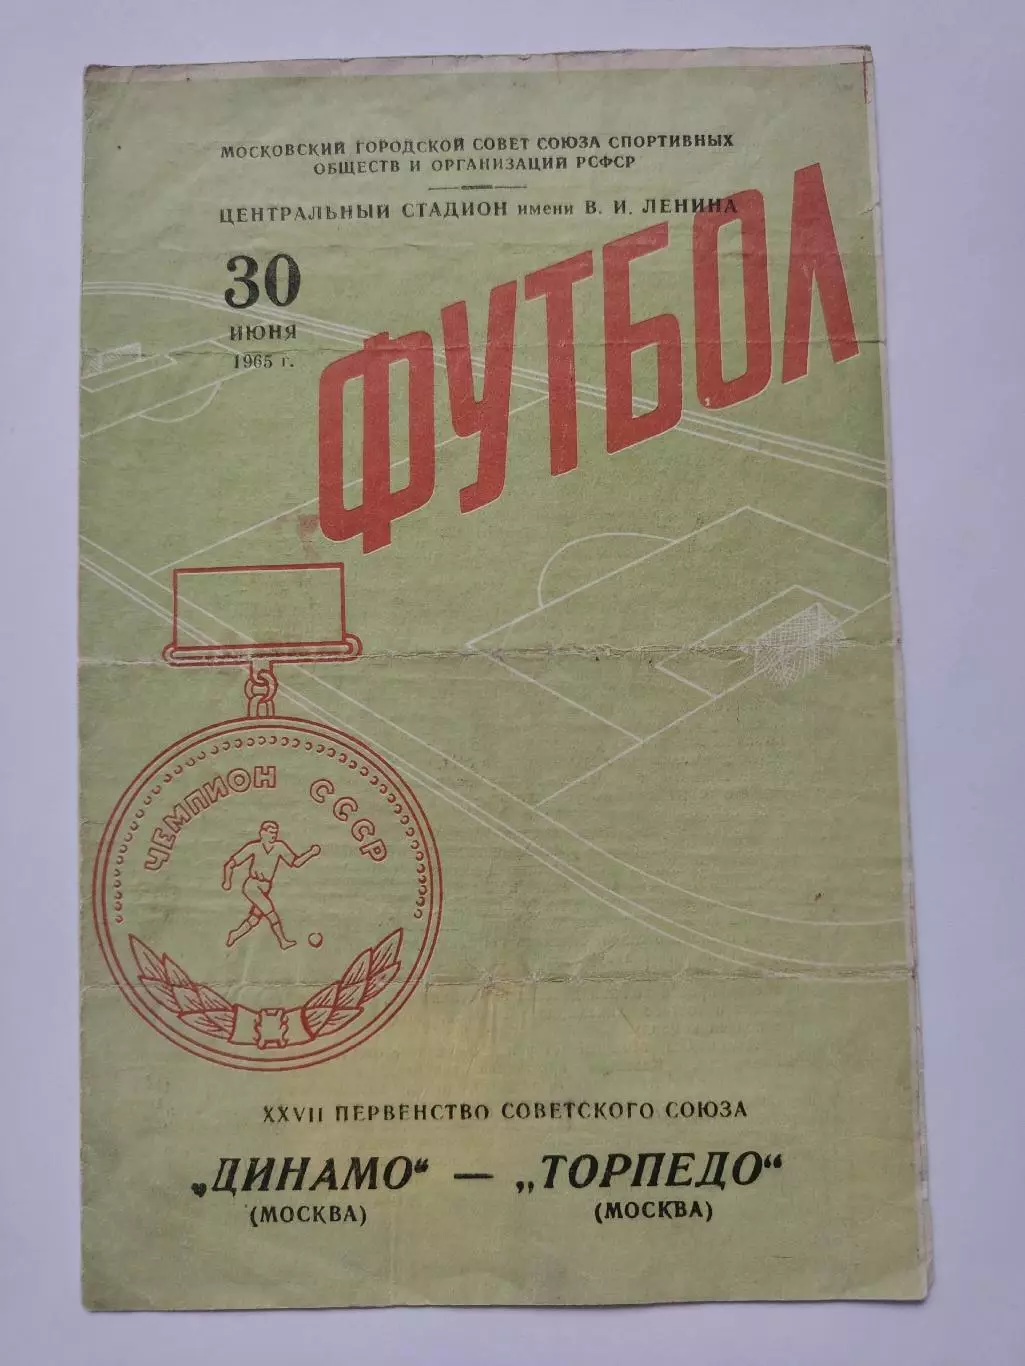 МОСКОВСКИЙ ГОРОДСКОЙ СОВЕТ СОЮЗА СПОРТИВНЫХ
ОБЩЕСТВ И ОРГАНИЗАЦИЙ РСФСР
ЦЕНТРАЛЬНЫЙ СТАДИОН имени В. И. ЛЕНИНА
30
ИЮНЯ
1965 г.
ФУТБОЛ
ЧЕМПИОН СССР
XXVII ПЕРВЕНСТВО СОВЕТСКОГО СОЮЗА
„ДИНАМО“ — „ТОРПЕДО“
(МОСКВА) (МОСКВА)